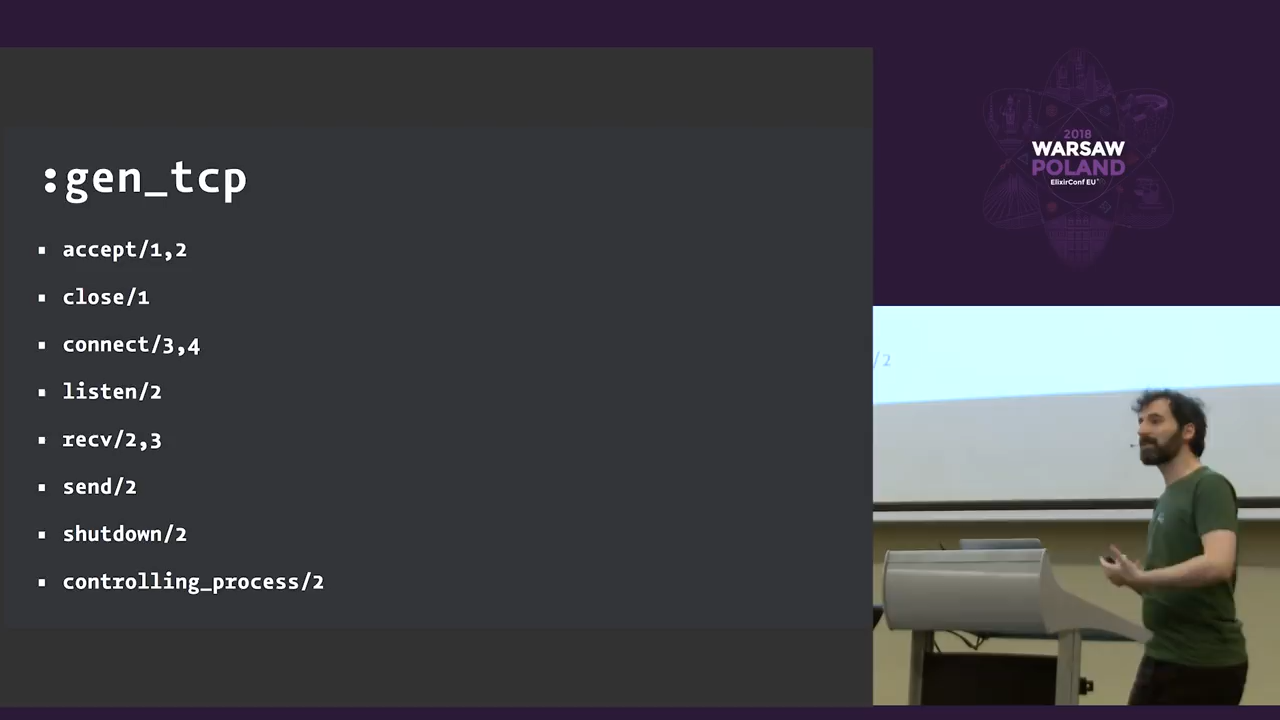 :gen_tcp
▪ accept/1,2
▪ close/1
▪ connect/3,4
▪ listen/2
▪ recv/2,3
▪ send/2
▪ shutdown/2
▪ controlling_process/2
2018
WARSAW
POLAND
ElixirConf EU
/2